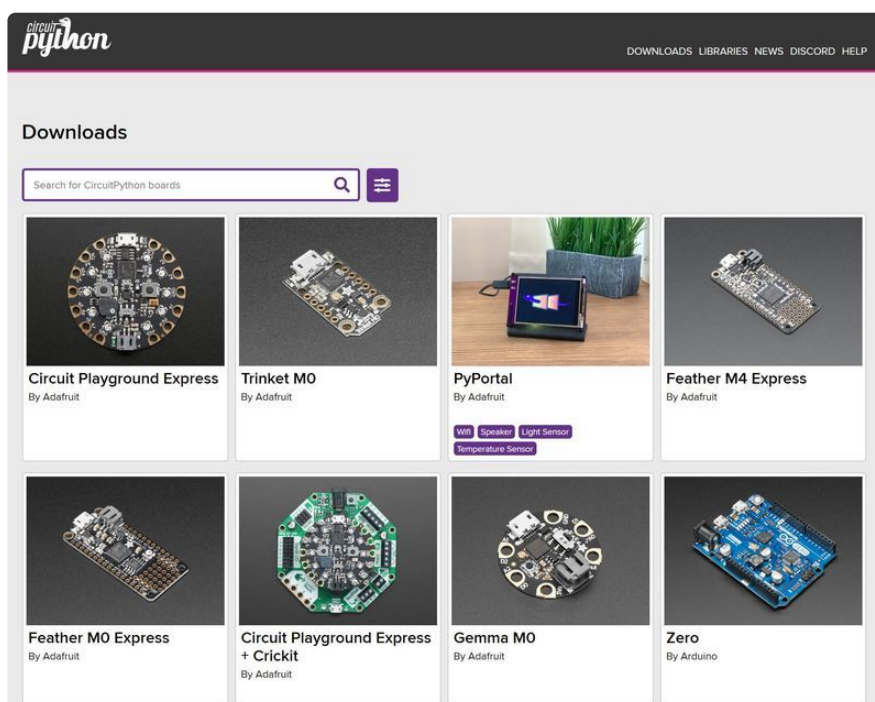 circuit
python
DOWNLOADS LIBRARIES NEWS DISCORD HELP
Downloads
Search for CircuitPython boards
Circuit Playground Express
By Adafruit
Trinket M0
By Adafruit
PyPortal
By Adafruit
Wifi Speaker Light Sensor
Temperature Sensor
Feather M4 Express
By Adafruit
Feather M0 Express
By Adafruit
Circuit Playground Express
+ Crickit
By Adafruit
Gemma M0
By Adafruit
Zero
By Arduino